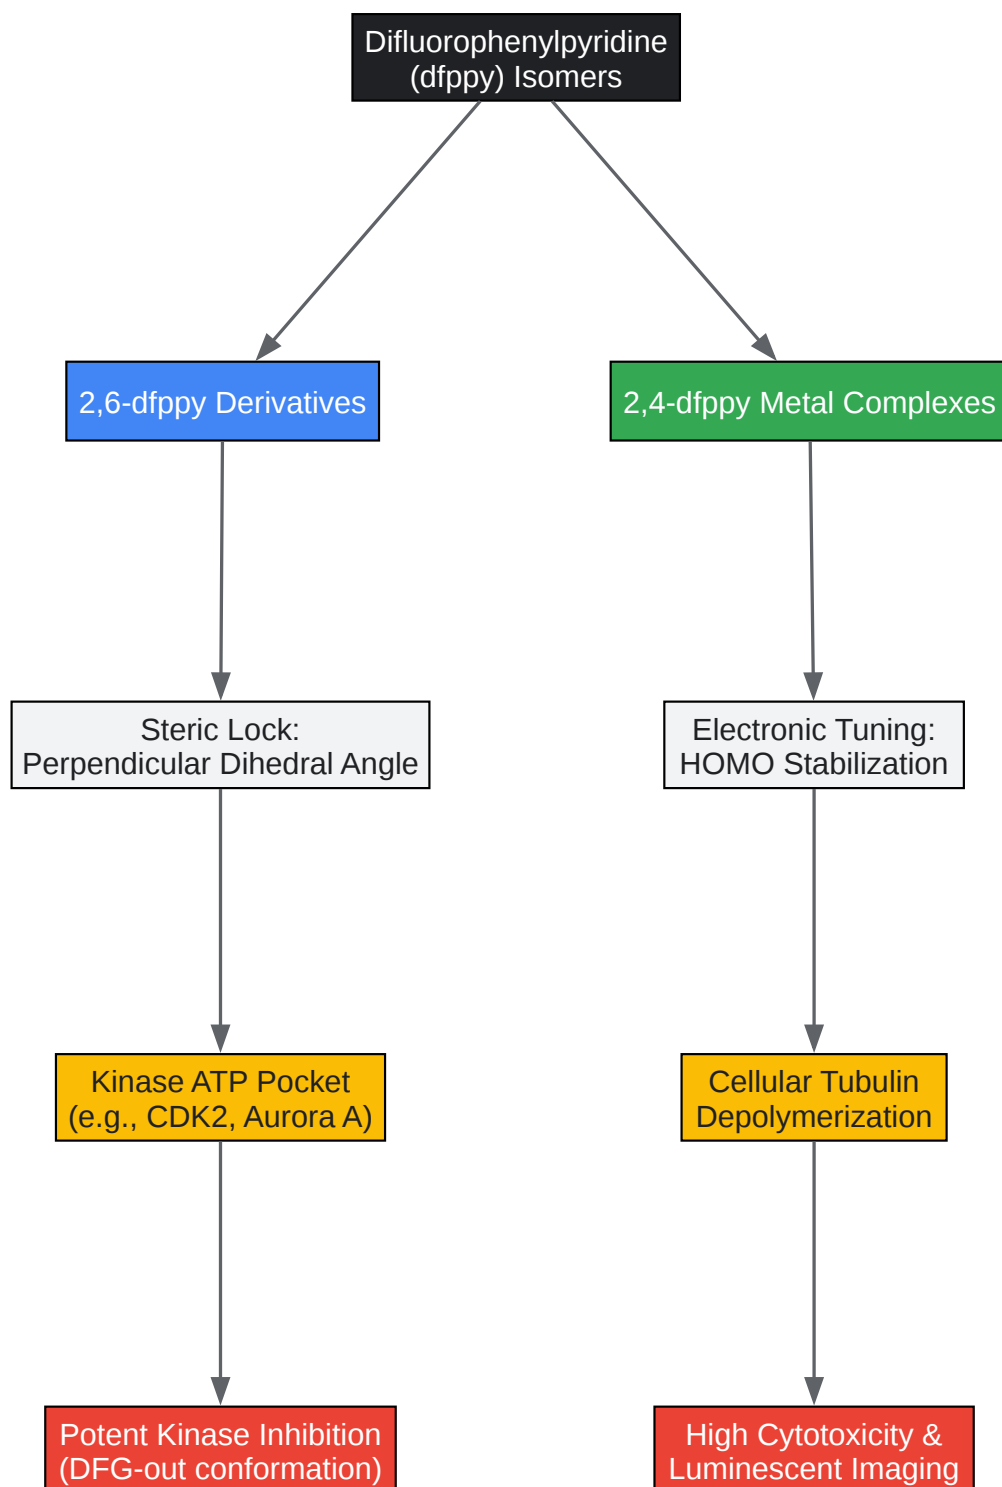 Difluorophenylpyridine
(dfppy) Isomers
2,6-dfppy Derivatives
2,4-dfppy Metal Complexes
Steric Lock:
Perpendicular Dihedral Angle
Electronic Tuning:
HOMO Stabilization
Kinase ATP Pocket
(e.g., CDK2, Aurora A)
Cellular Tubulin
Depolymerization
Potent Kinase Inhibition
(DFG-out conformation)
High Cytotoxicity &
Luminescent Imaging